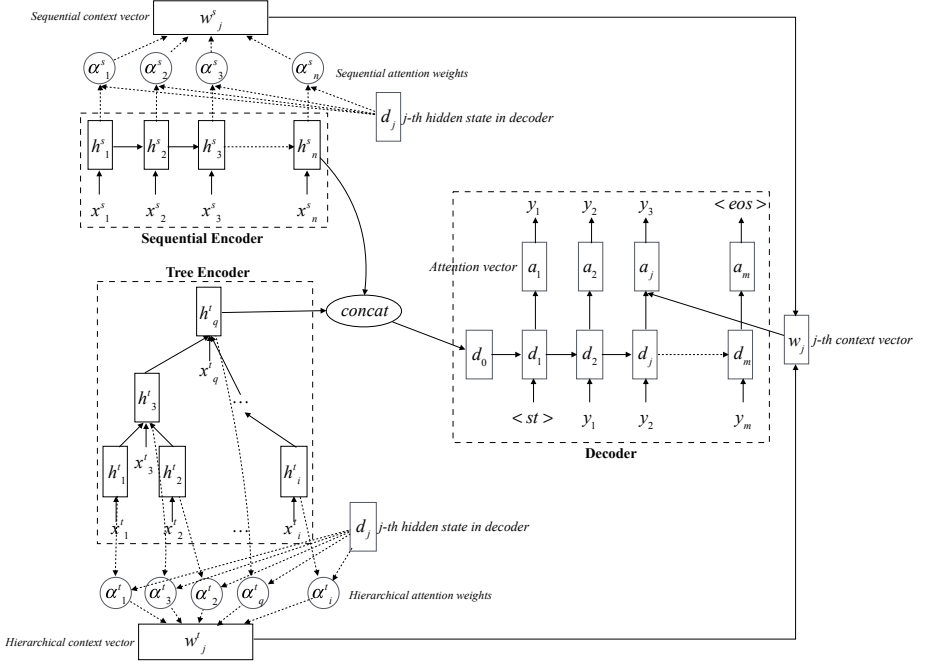 Sequential context vector w^s_j
α^s_1 α^s_2 α^s_3 α^s_n Sequential attention weights
d_j j-th hidden state in decoder
h^s_1 h^s_2 h^s_3 h^s_n
x^s_1 x^s_2 x^s_3 x^s_n
Sequential Encoder
Tree Encoder
h^t_q
concat
x^t_q
h^t_3
...
h^t_1 x^t_3 h^t_2 h^t_i
x^t_1 x^t_2 ... x^t_i
d_j j-th hidden state in decoder
α^t_1 α^t_3 α^t_2 α^t_q α^t_i Hierarchical attention weights
Hierarchical context vector w^t_j
y_1 y_2 y_3 < eos >
Attention vector a_1 a_2 a_j a_m
d_0 d_1 d_2 d_j d_m
< st > y_1 y_2 y_m
Decoder
w_j j-th context vector